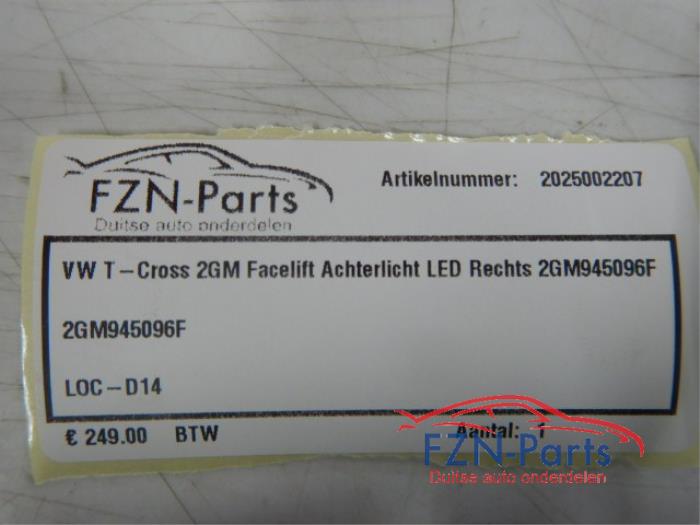 FZN-Parts
Duitse auto onderdelen
Artikelnummer: 2025002207
VW T-Cross 2GM Facelift Achterlicht LED Rechts 2GM945096F
2GM945096F
LOC-D14
€ 249.00 BTW Aantal: 1
FZN-Parts
Duitse auto onderdelen